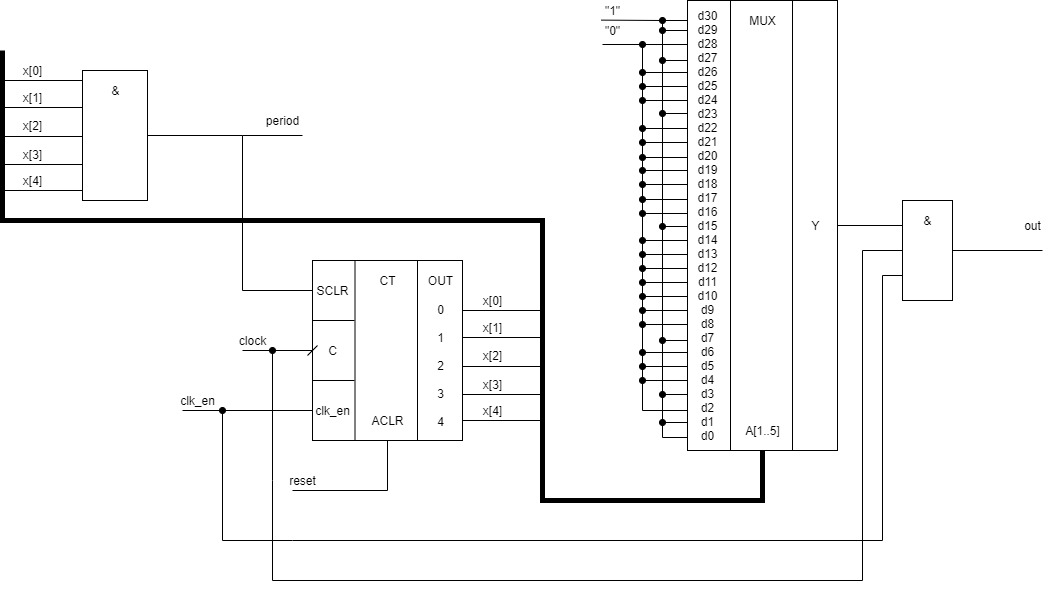 "1"
"0"
d30
MUX
d29
d28
d27
d26
d25
d24
d23
d22
d21
d20
d19
d18
d17
d16
d15
d14
d13
d12
d11
d10
d9
d8
d7
d6
d5
d4
d3
d2
d1
d0
A[1..5]
Y
&
out
x[0]
x[1]
x[2]
x[3]
x[4]
&
period
SCLR
CT
OUT
0
1
2
3
4
C
clk_en
ACLR
x[0]
x[1]
x[2]
x[3]
x[4]
clock
clk_en
reset